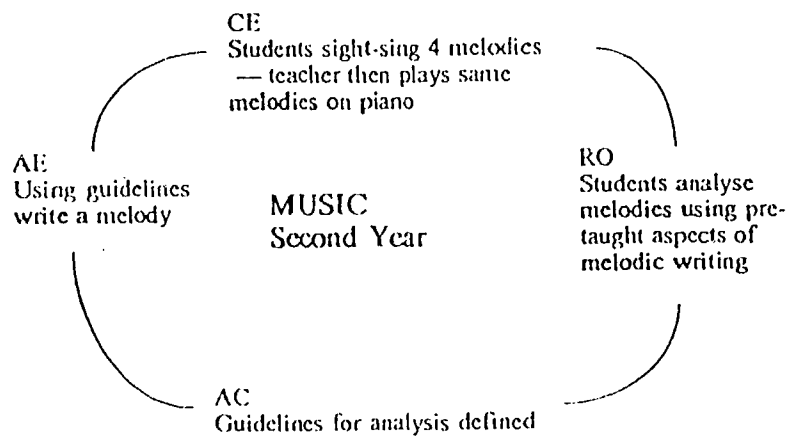 CE
Students sight-sing 4 melodies
— teacher then plays same
melodies on piano
RO
Students analyse
melodies using pre-
taught aspects of
melodic writing
AC
Guidelines for analysis defined
AE
Using guidelines
write a melody
MUSIC
Second Year